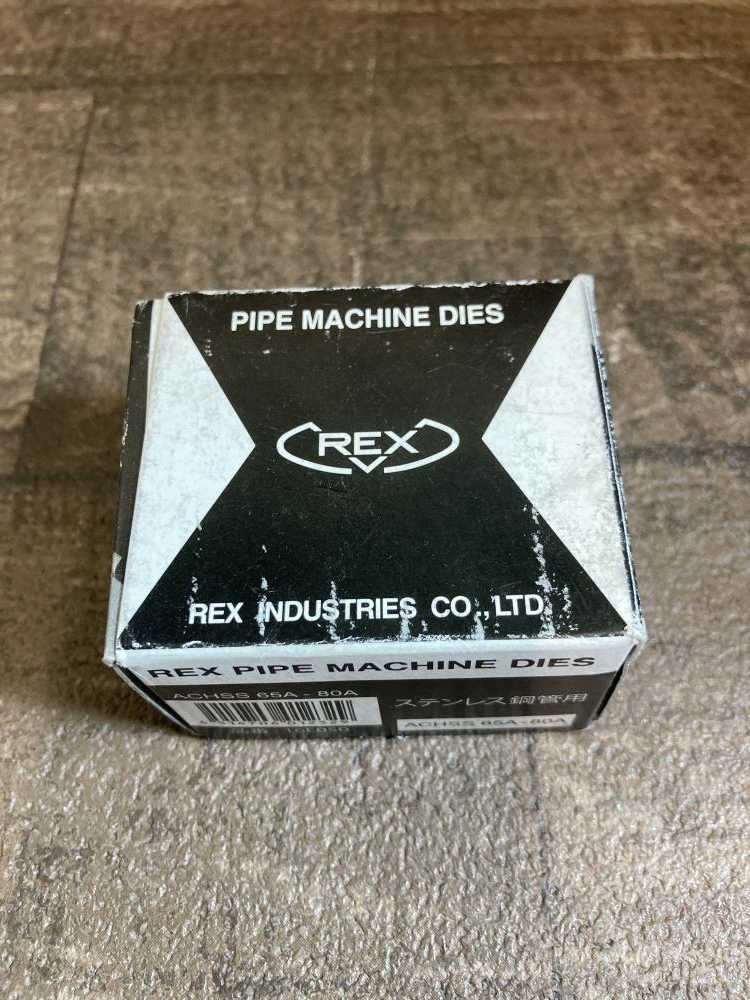 PIPE MACHINE DIES
REX
REX INDUSTRIES CO.,LTD.
REX PIPE MACHINE DIES
ACHSS 65A - 80A
ステンレス鋼管用
ACHSS 65A - 80A